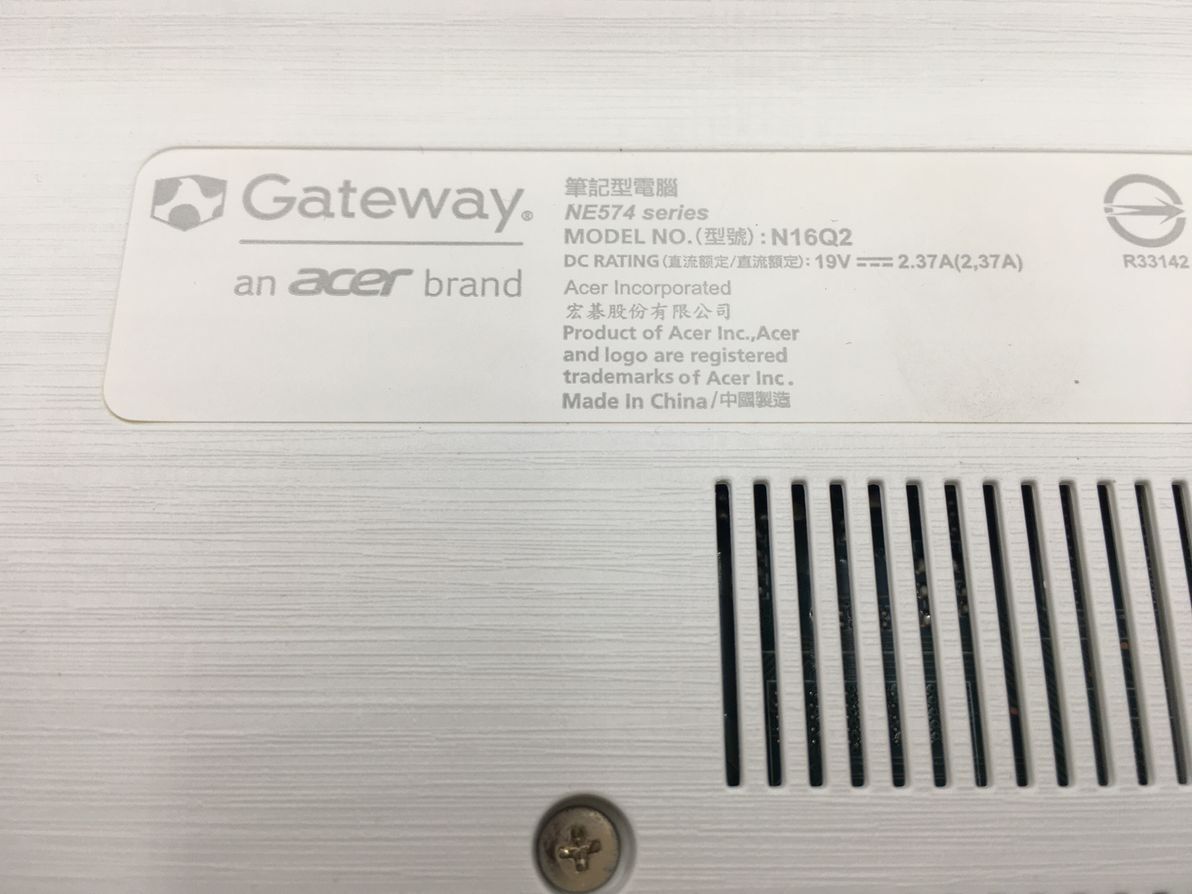 Gateway®
an acer brand
筆記型電腦
NE574 series
MODEL NO.(型號):N16Q2
DC RATING(直流额定/直流額定):19V ⎓ 2.37A(2,37A)
Acer Incorporated
宏碁股份有限公司
Product of Acer Inc.,Acer
and logo are registered
trademarks of Acer Inc.
Made In China/中國製造
R33142